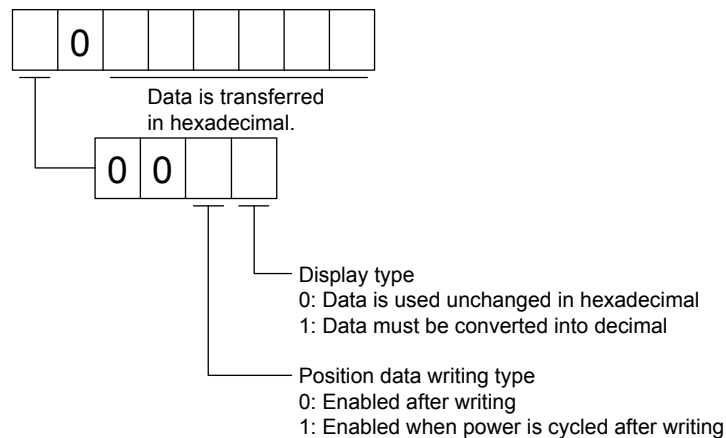 0
Data is transferred
in hexadecimal.
0 0
Display type
0: Data is used unchanged in hexadecimal
1: Data must be converted into decimal
Position data writing type
0: Enabled after writing
1: Enabled when power is cycled after writing